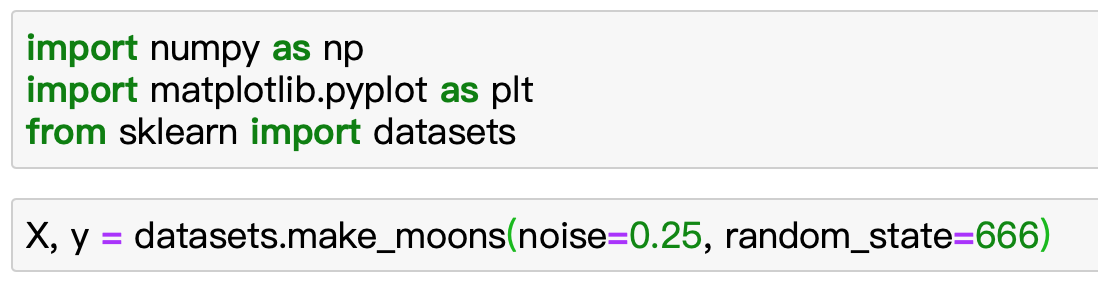 import numpy as np
import matplotlib.pyplot as plt
from sklearn import datasets
X, y = datasets.make_moons(noise=0.25, random_state=666)